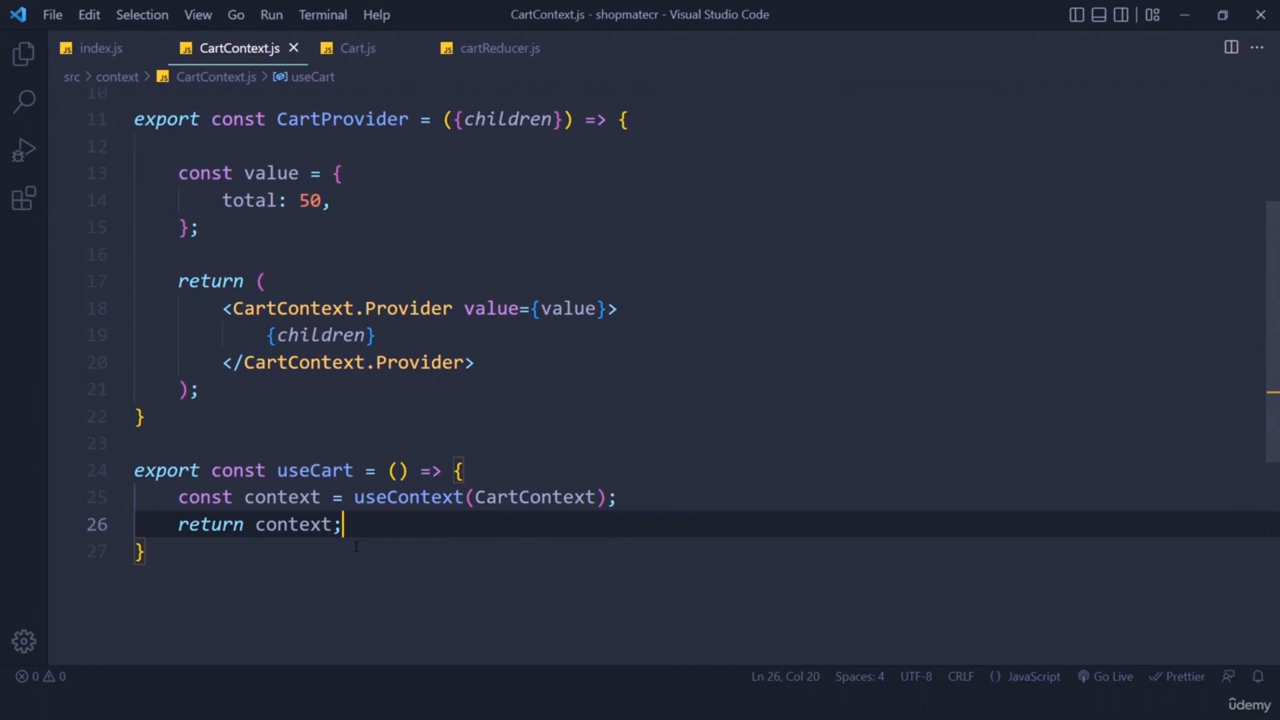 File Edit Selection View Go Run Terminal Help CartContext.js - shopmatecr - Visual Studio Code
index.js CartContext.js Cart.js cartReducer.js
src > context > CartContext.js > useCart
10
11 export const CartProvider = ({children}) => {
12
13 const value = {
14 total: 50,
15 };
16
17 return (
18 <CartContext.Provider value={value}>
19 {children}
20 </CartContext.Provider>
21 );
22 }
23
24 export const useCart = () => {
25 const context = useContext(CartContext);
26 return context;
27 }
0 0 Ln 26, Col 20 Spaces: 4 UTF-8 CRLF {} JavaScript Go Live Prettier
ûdemy